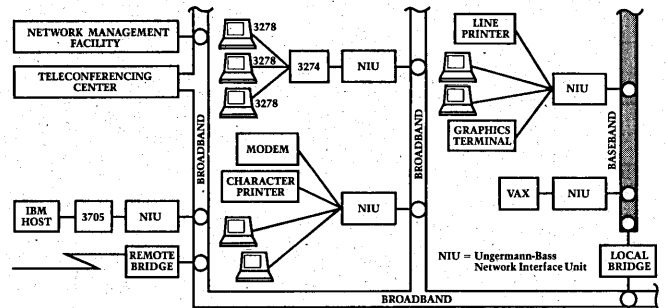 NETWORK MANAGEMENT
FACILITY
TELECONFERENCING
CENTER
3278
3278
3278
3274
NIU
LINE
PRINTER
NIU
GRAPHICS
TERMINAL
BROADBAND
BROADBAND
BASEBAND
MODEM
CHARACTER
PRINTER
NIU
VAX
NIU
IBM
HOST
3705
NIU
REMOTE
BRIDGE
NIU = Ungermann-Bass
Network Interface Unit
LOCAL
BRIDGE
BROADBAND